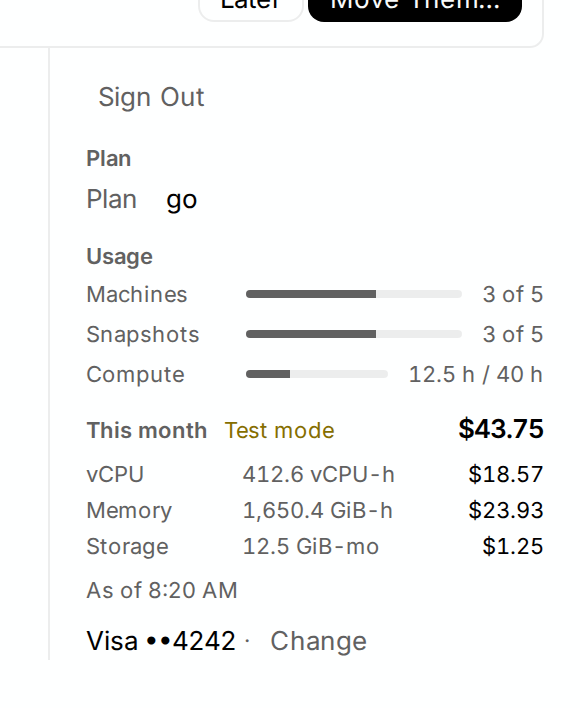 Later Move Them...
Sign Out
Plan
Plan go
Usage
Machines 3 of 5
Snapshots 3 of 5
Compute 12.5 h / 40 h
This month Test mode $43.75
vCPU 412.6 vCPU-h $18.57
Memory 1,650.4 GiB-h $23.93
Storage 12.5 GiB-mo $1.25
As of 8:20 AM
Visa ••4242 · Change